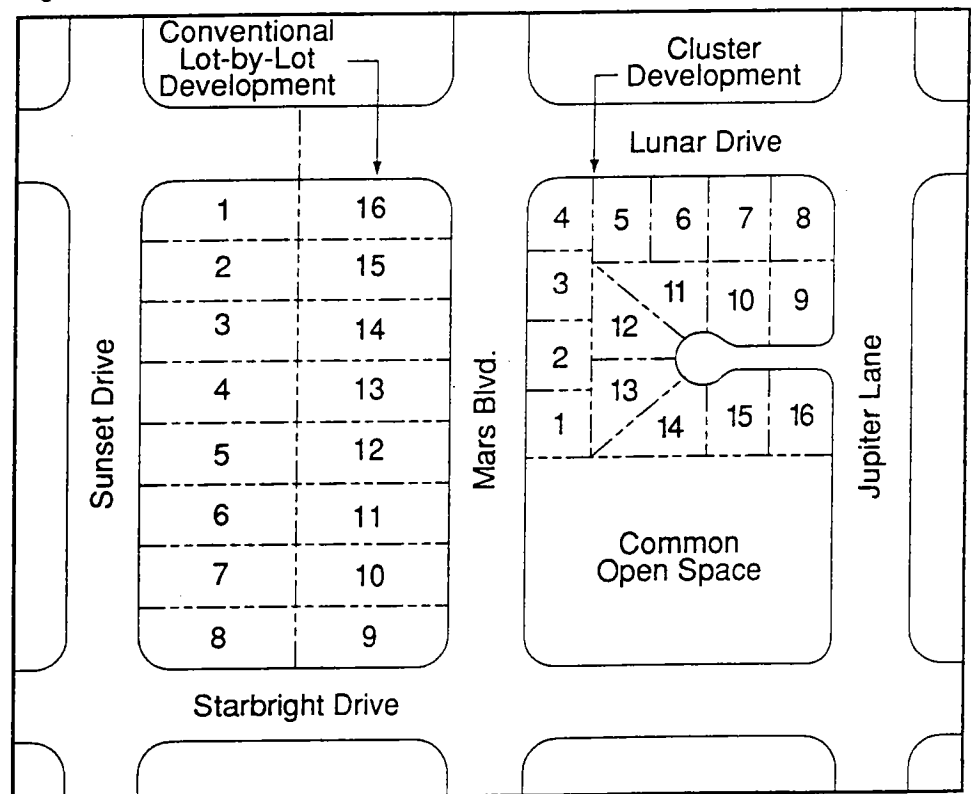 Conventional
Lot-by-Lot
Development
Cluster
Development
Lunar Drive
1 16
2 15
3 14
4 13
5 12
6 11
7 10
8 9
Sunset Drive
Mars Blvd.
4 5 6 7 8
3 11 10 9
12
2
13
1 14 15 16
Jupiter Lane
Common
Open Space
Starbright Drive